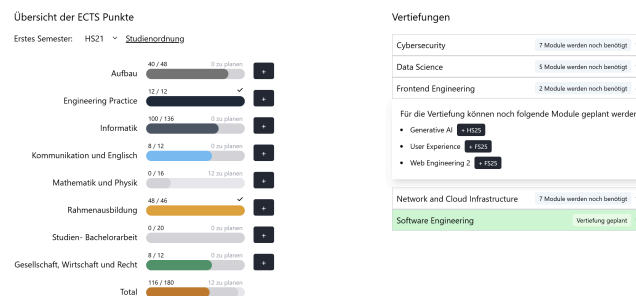 Übersicht der ECTS Punkte
Erstes Semester: HS21 Studienordnung
40 / 48 0 zu planen
Aufbau +
12 / 12
Engineering Practice +
100 / 136 0 zu planen
Informatik +
8 / 12 0 zu planen
Kommunikation und Englisch +
0 / 16 12 zu planen
Mathematik und Physik +
48 / 46
Rahmenausbildung +
0 / 20 0 zu planen
Studien- Bachelorarbeit +
8 / 12 0 zu planen
Gesellschaft, Wirtschaft und Recht +
116 / 180 12 zu planen
Total
Vertiefungen
Cybersecurity 7 Module werden noch benötigt
Data Science 5 Module werden noch benötigt
Frontend Engineering 2 Module werden noch benötigt
Für die Vertiefung können noch folgende Module geplant werden
• Generative AI + HS25
• User Experience + FS25
• Web Engineering 2 + FS25
Network and Cloud Infrastructure 7 Module werden noch benötigt
Software Engineering Vertiefung geplant